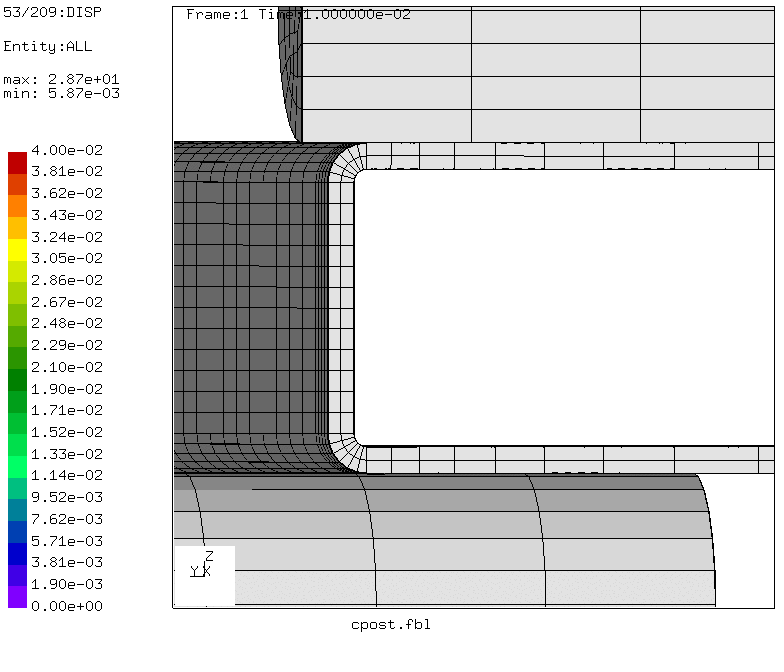 53/209:DISP
Frame:1 Time:1.000000e-02
Entity:ALL
max: 2.87e+01
min: 5.87e-03
4.00e-02
3.81e-02
3.62e-02
3.43e-02
3.24e-02
3.05e-02
2.86e-02
2.67e-02
2.48e-02
2.29e-02
2.10e-02
1.90e-02
1.71e-02
1.52e-02
1.33e-02
1.14e-02
9.52e-03
7.62e-03
5.71e-03
3.81e-03
1.90e-03
0.00e+00
Z
YX
cpost.fbl